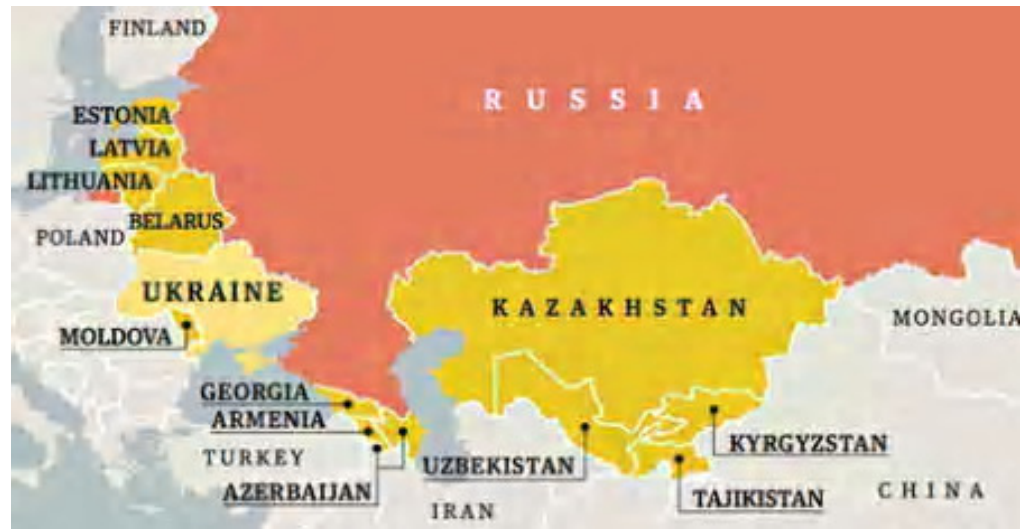 FINLAND
RUSSIA
ESTONIA
LATVIA
LITHUANIA
BELARUS
POLAND
UKRAINE
KAZAKHSTAN
MONGOLIA
MOLDOVA
GEORGIA
ARMENIA
KYRGYZSTAN
TURKEY
UZBEKISTAN
AZERBAIJAN
TAJIKISTAN
CHINA
IRAN